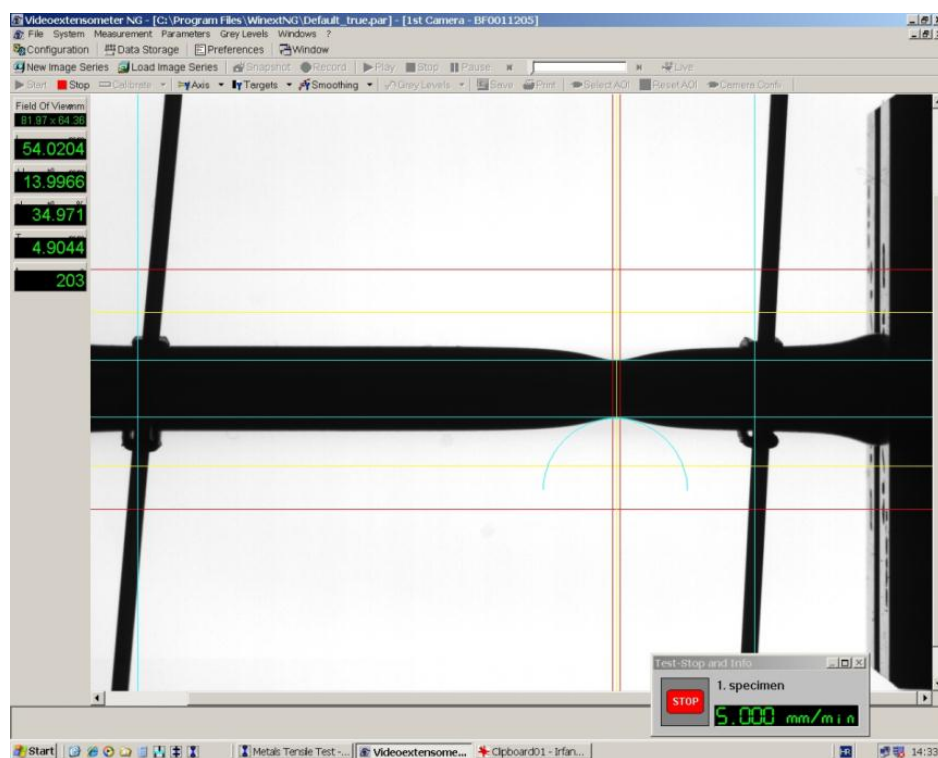 Videoextensometer NG - [C:\Program Files\WinextNG\Default_true.par] - [1st Camera - BF0011205]
File System Measurement Parameters Grey Levels Windows ?
Configuration Data Storage Preferences Window
New Image Series Load Image Series Snapshot Record Play Stop Pause Live
Start Stop Calibrate Axis Targets Smoothing Grey Levels Save Print Select AOI Reset AOI Camera Config
Field Of View mm
81.97 x 64.36
54.0204
13.9966
34.971
4.9044
203
Test-Stop and Info
1. specimen
STOP
5.000 mm/min
Start Metals Tensile Test -... Videoextensome... Clipboard01 - Irfan... 14:33